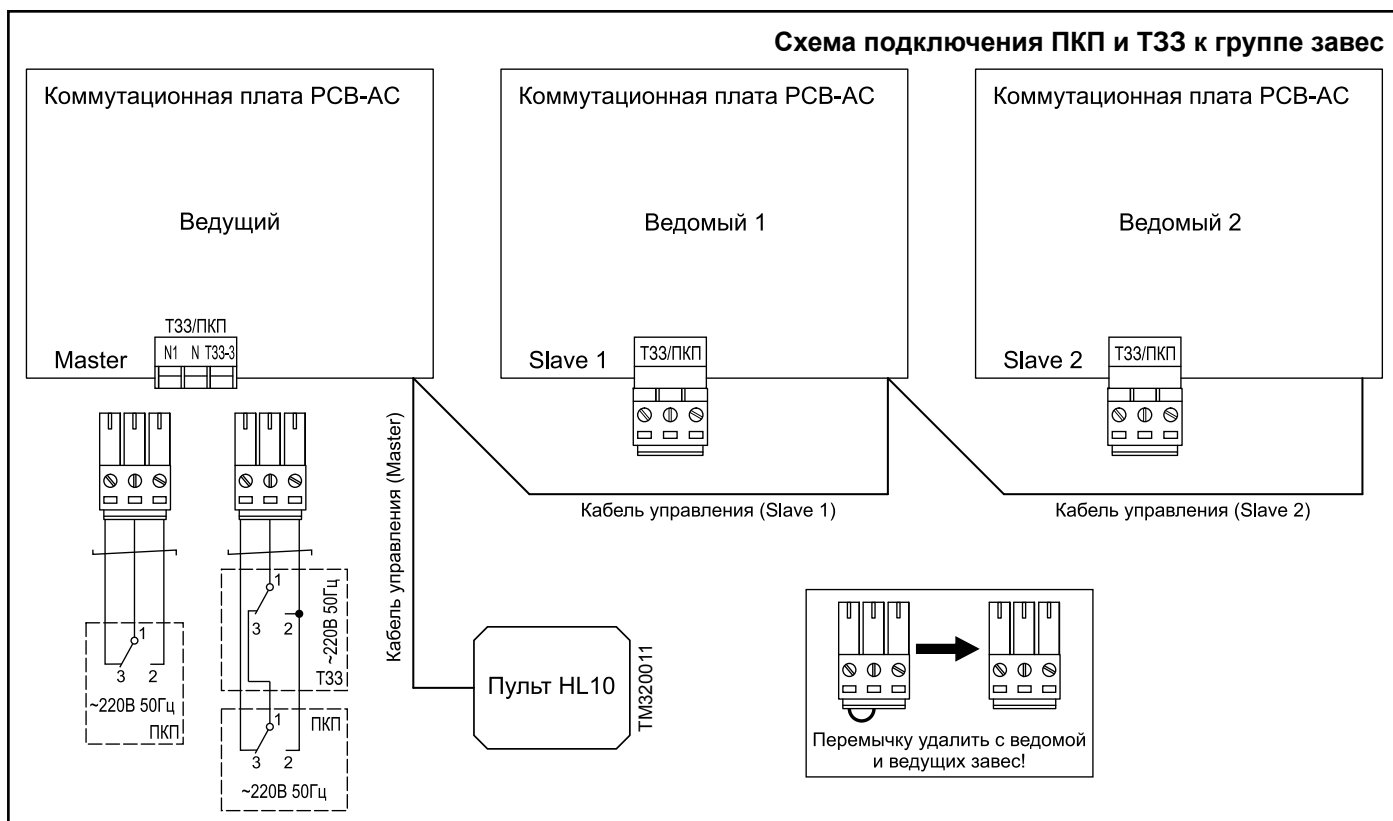 Схема подключения ПКП и ТЗЗ к группе завес
Коммутационная плата PCB-AC
Ведущий
ТЗЗ/ПКП
N1 N ТЗЗ-3
Master
Коммутационная плата PCB-AC
Ведомый 1
Slave 1
ТЗЗ/ПКП
Коммутационная плата PCB-AC
Ведомый 2
Slave 2
ТЗЗ/ПКП
Кабель управления (Master)
Кабель управления (Slave 1)
Кабель управления (Slave 2)
1
3 2
~220В 50Гц
ПКП
1
3 2
~220В 50Гц
ТЗЗ
1
ПКП
3 2
~220В 50Гц
Пульт HL10
TM320011
Перемычку удалить с ведомой
и ведущих завес!